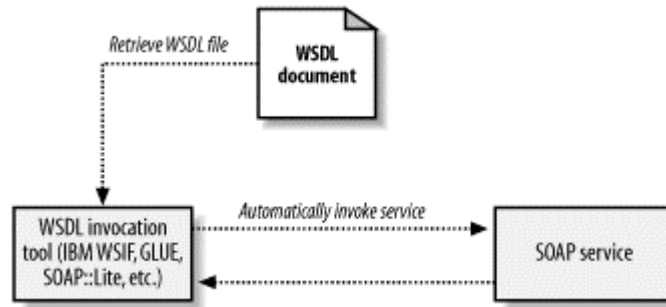 Retrieve WSDL file
WSDL
document
WSDL invocation
tool (IBM WSIF, GLUE,
SOAP::Lite, etc.)
Automatically invoke service
SOAP service